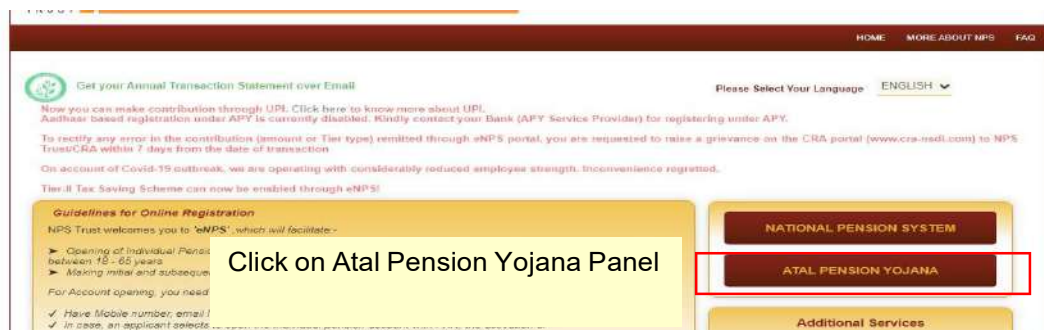 HOME MORE ABOUT NPS FAQ
Get your Annual Transaction Statement over Email
Please Select Your Language ENGLISH
Now you can make contribution through UPI. Click here to know more about UPI.
Aadhaar based registration under APY is currently disabled. Kindly contact your Bank (APY Service Provider) for registering under APY.
To rectify any error in the contribution (amount or Tier type) remitted through eNPS portal, you are requested to raise a grievance on the CRA portal (www.cra-nsdl.com) to NPS
Trust/CRA within 7 days from the date of transaction
On account of Covid-19 outbreak, we are operating with considerably reduced employee strength. Inconvenience regretted.
Tier-II Tax Saving Scheme can now be enabled through eNPS!
Guidelines for Online Registration
NPS Trust welcomes you to 'eNPS' ,which will facilitate:-
➤ Opening of Individual
between 18 - 65 years
➤ Making initial and
For Account opening, you need
✓ Have Mobile number, email
✓ In case, an applicant selects
Click on Atal Pension Yojana Panel
NATIONAL PENSION SYSTEM
ATAL PENSION YOJANA
Additional Services